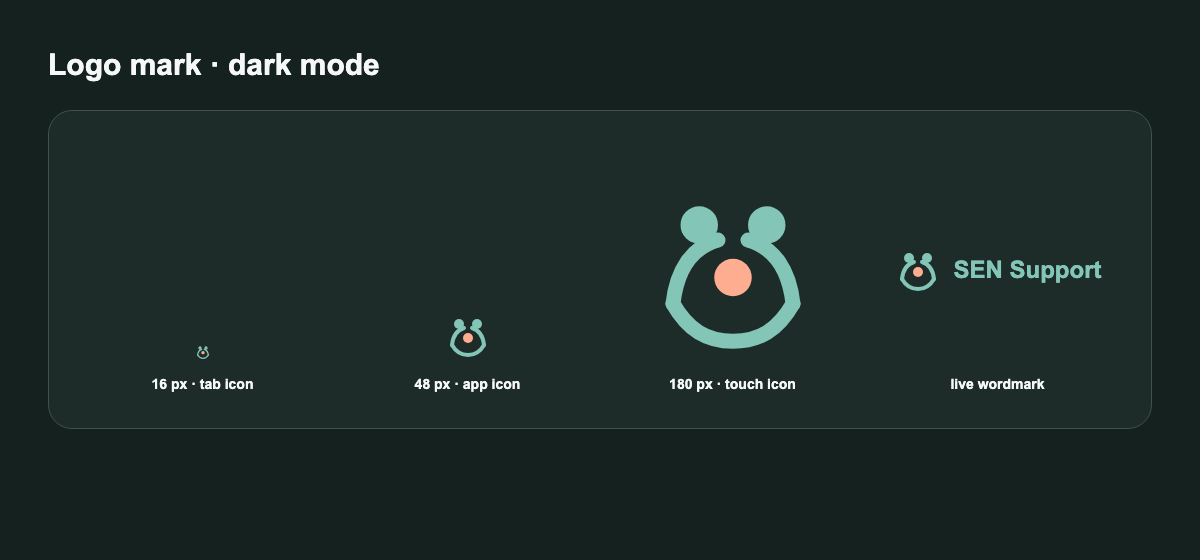 Logo mark · dark mode
SEN Support
16 px · tab icon
48 px · app icon
180 px · touch icon
live wordmark